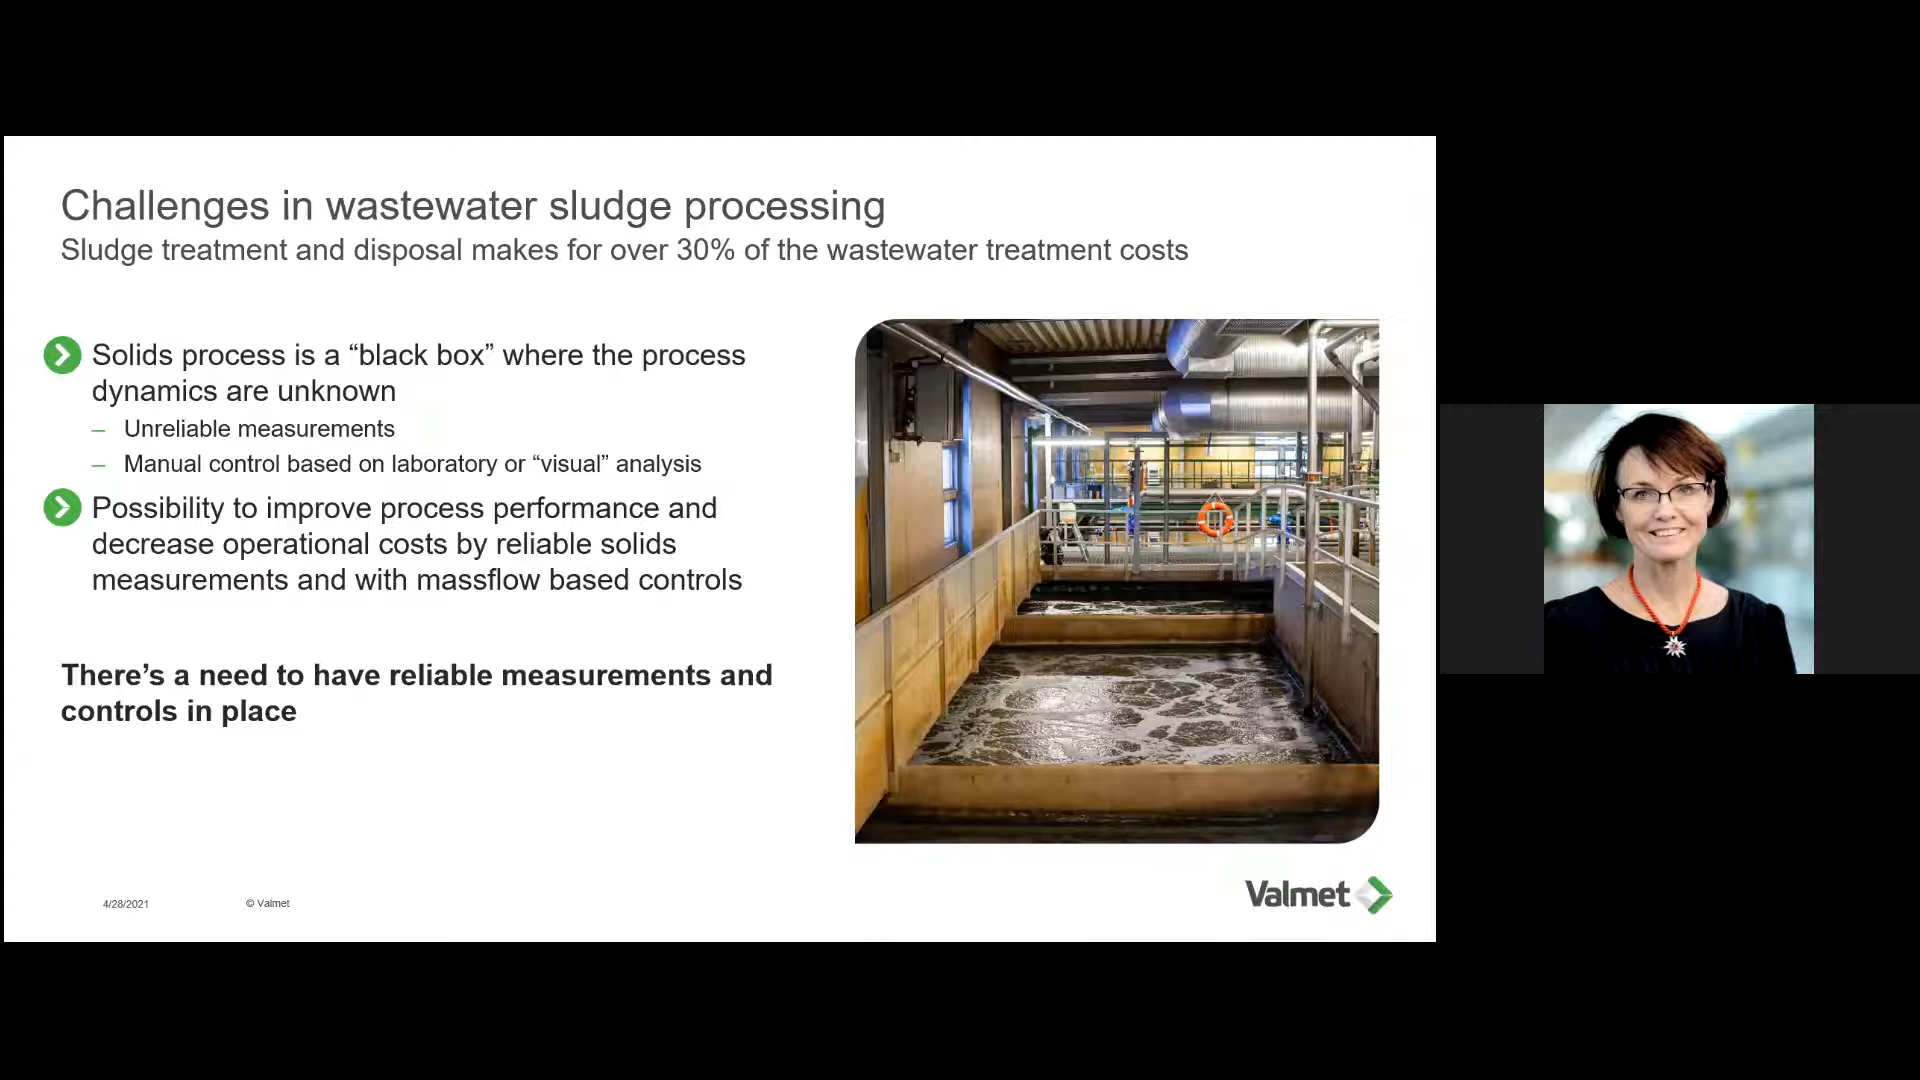 Challenges in wastewater sludge processing
Sludge treatment and disposal makes for over 30% of the wastewater treatment costs
Solids process is a “black box” where the process
dynamics are unknown
– Unreliable measurements
– Manual control based on laboratory or “visual” analysis
Possibility to improve process performance and
decrease operational costs by reliable solids
measurements and with massflow based controls
There’s a need to have reliable measurements and
controls in place
4/28/2021
© Valmet
Valmet